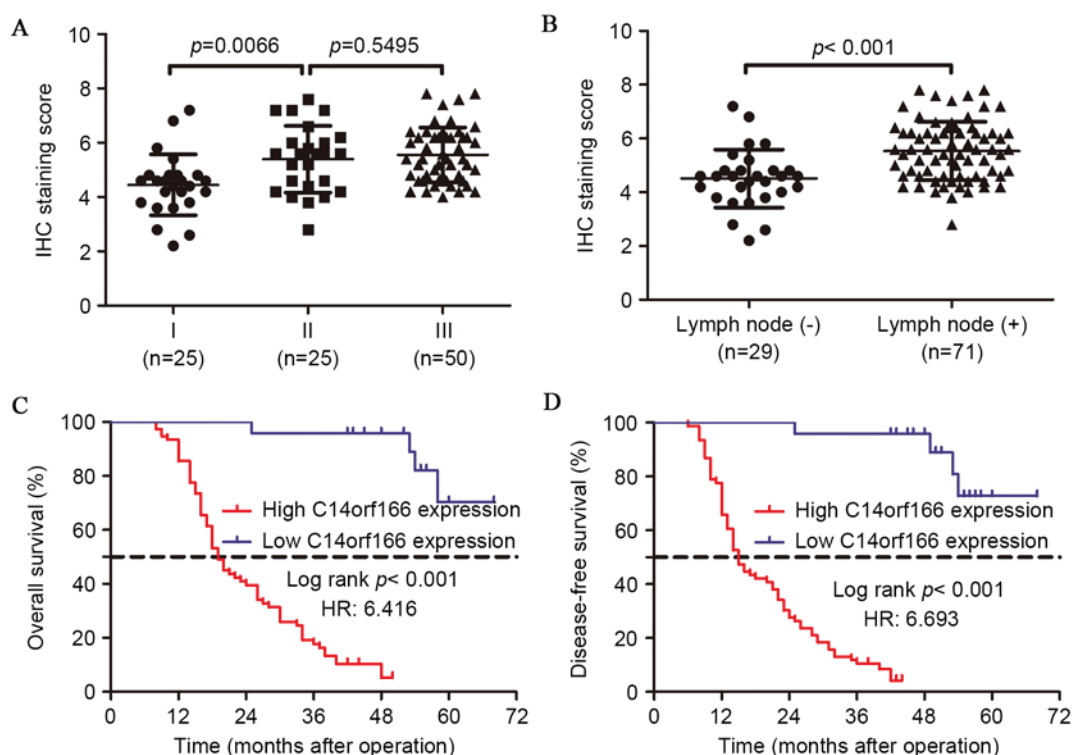 A
p=0.0066
p=0.5495
IHC staining score
10
8
6
4
2
0
I
II
III
(n=25)
(n=25)
(n=50)
B
p< 0.001
IHC staining score
10
8
6
4
2
0
Lymph node (-)
Lymph node (+)
(n=29)
(n=71)
C
Overall survival (%)
100
80
60
40
20
0
High C14orf166 expression
Low C14orf166 expression
Log rank p< 0.001
HR: 6.416
0 12 24 36 48 60 72
Time (months after operation)
D
Disease-free survival (%)
100
80
60
40
20
0
High C14orf166 expression
Low C14orf166 expression
Log rank p< 0.001
HR: 6.693
0 12 24 36 48 60 72
Time (months after operation)